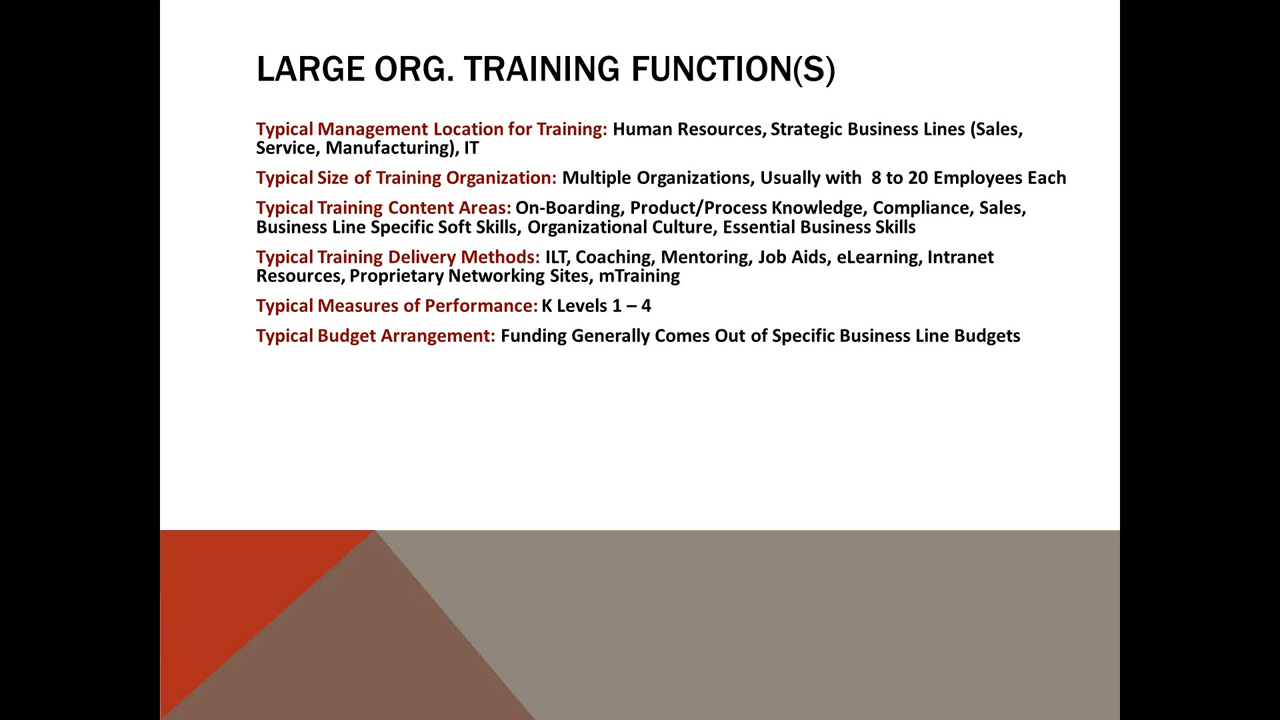 LARGE ORG. TRAINING FUNCTION(S)
Typical Management Location for Training: Human Resources, Strategic Business Lines (Sales,
Service, Manufacturing), IT
Typical Size of Training Organization: Multiple Organizations, Usually with  8 to 20 Employees Each
Typical Training Content Areas: On-Boarding, Product/Process Knowledge, Compliance, Sales,
Business Line Specific Soft Skills, Organizational Culture, Essential Business Skills
Typical Training Delivery Methods: ILT, Coaching, Mentoring, Job Aids, eLearning, Intranet
Resources, Proprietary Networking Sites, mTraining
Typical Measures of Performance: K Levels 1 – 4
Typical Budget Arrangement: Funding Generally Comes Out of Specific Business Line Budgets